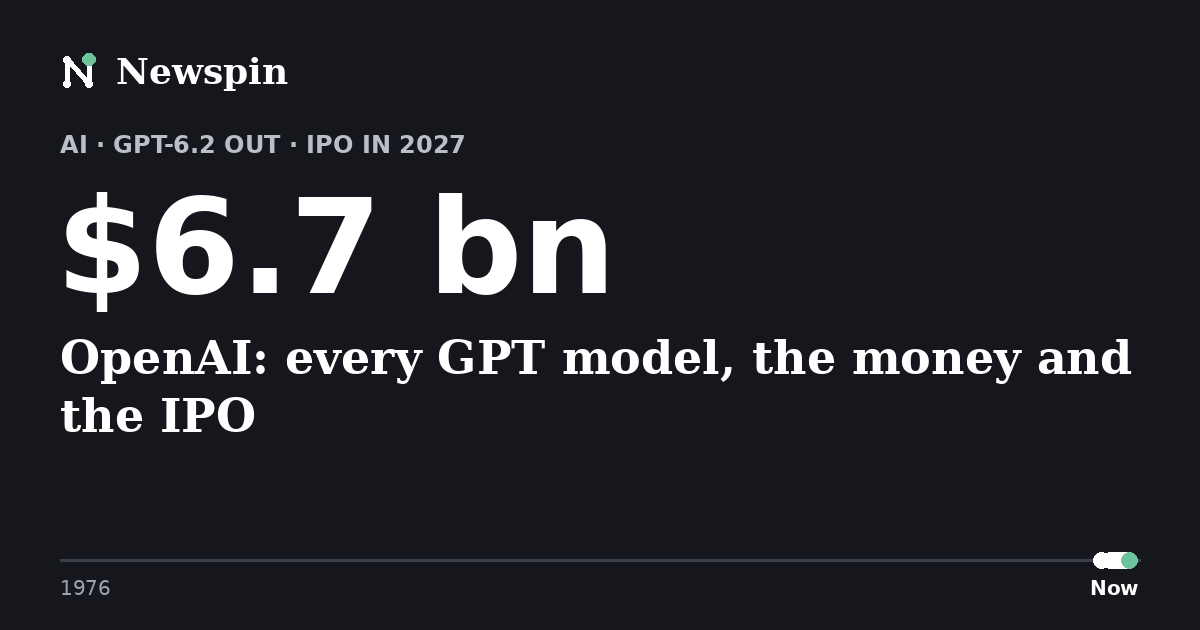 Newspin
AI · GPT-6.2 OUT · IPO IN 2027
$6.7 bn
OpenAI: every GPT model, the money and
the IPO
1976
Now